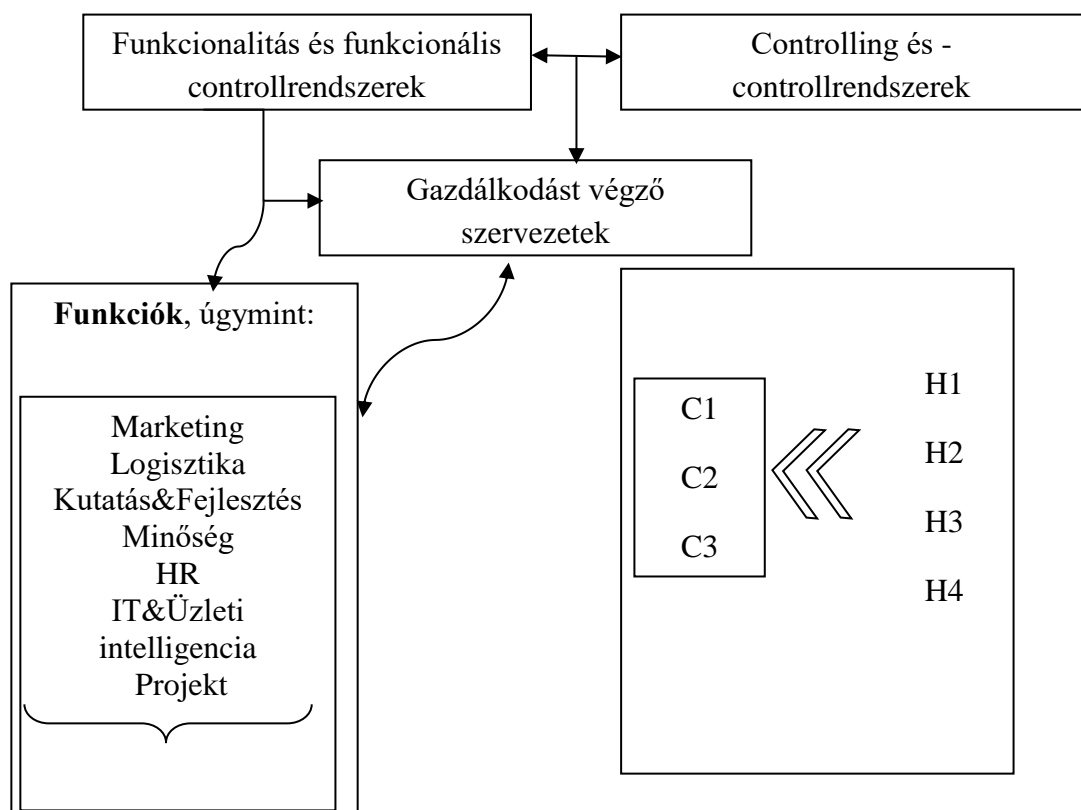 Funkcionalitás és funkcionális
controllrendszerek
Controlling és -
controllrendszerek
Gazdálkodást végző
szervezetek
Funkciók, úgymint:
Marketing
Logisztika
Kutatás&Fejlesztés
Minőség
HR
IT&Üzleti
intelligencia
Projekt
C1
C2
C3
H1
H2
H3
H4